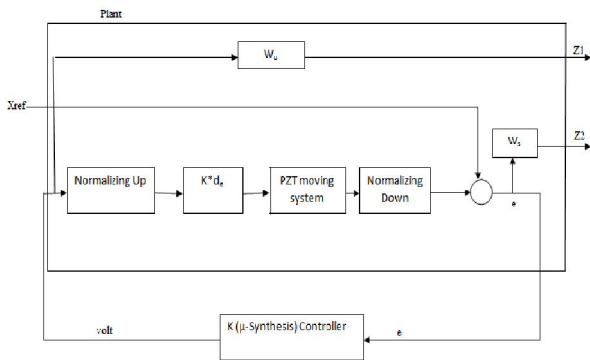 Plant
Wu
Z1
Xref
Ws
Z2
Normalizing Up
K*de
PZT moving
system
Normalizing
Down
e
volt
K (μ-Synthesis) Controller
e